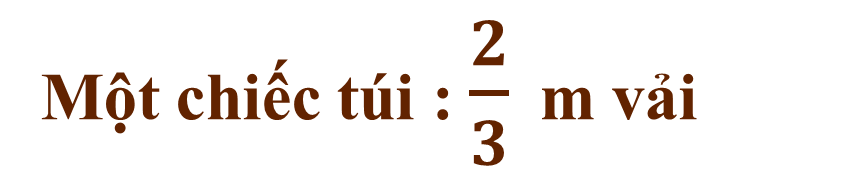 Một chiếc túi : 2/3 m vải